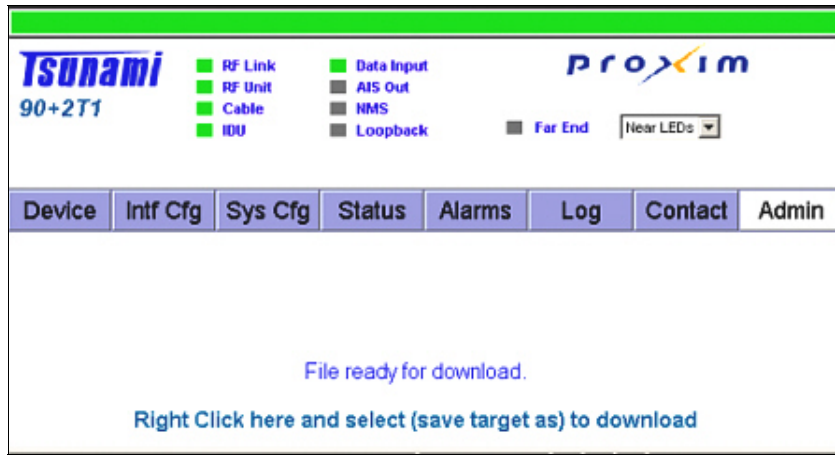 Tsunami
90+2T1
RF Link
RF Unit
Cable
IDU
Data Input
AIS Out
NMS
Loopback
proxim
Far End
Near LEDs
Device Intf Cfg Sys Cfg Status Alarms Log Contact Admin
File ready for download.
Right Click here and select (save target as) to download